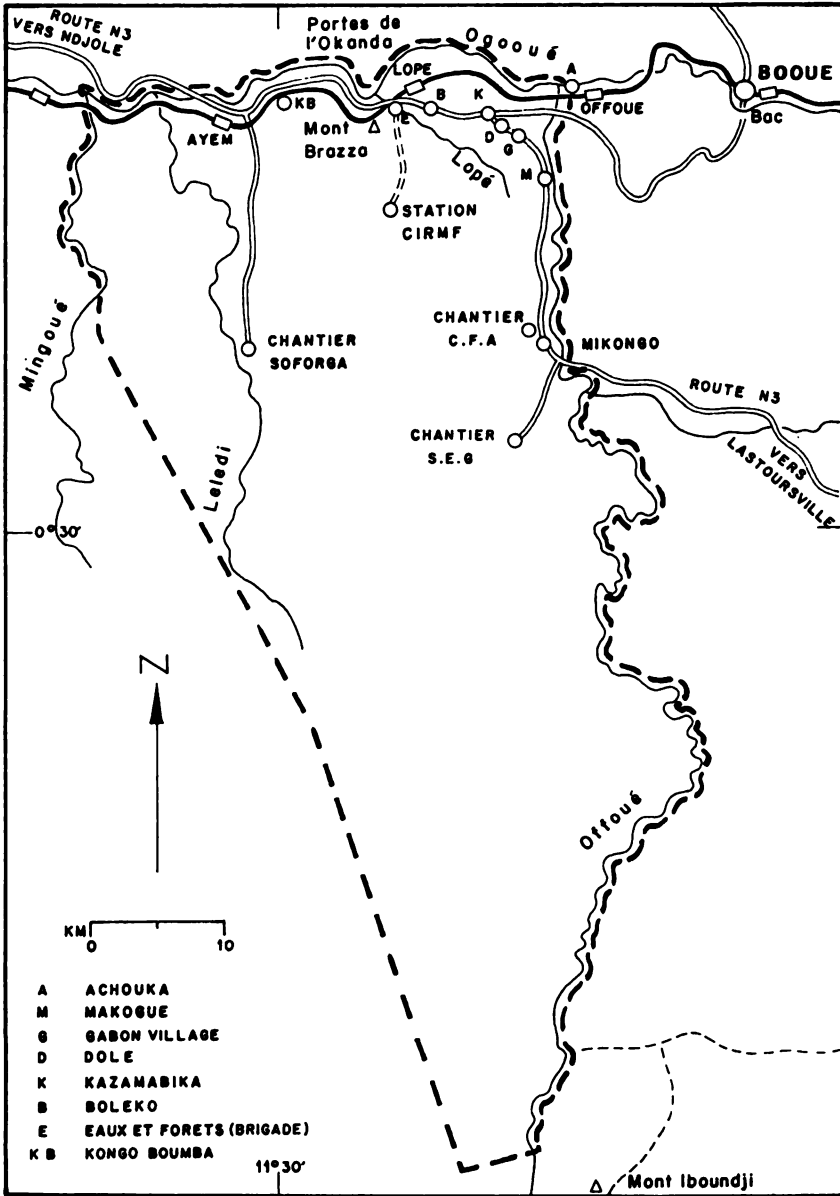 ROUTE N3
VERS NDJOLE
Portes de
l'Okanda
Ogooué
A
BOOUE
LOPE
B
K
OFFOUE
Bac
KB
AYEM
Mont
Brazza
E
D
G
Lopé
M
STATION
CIRMF
Mingoué
CHANTIER
SOFORGA
CHANTIER
C.F.A
MIKONGO
ROUTE N3
CHANTIER
S.E.G
VERS
LASTOURSVILLE
Leledi
0°30'
N
Offoué
KM
0 10
A ACHOUKA
M MAKOGUE
G GABON VILLAGE
D DOLE
K KAZAMABIKA
B BOLEKO
E EAUX ET FORETS (BRIGADE)
KB KONGO BOUMBA
11°30'
Mont Iboundji